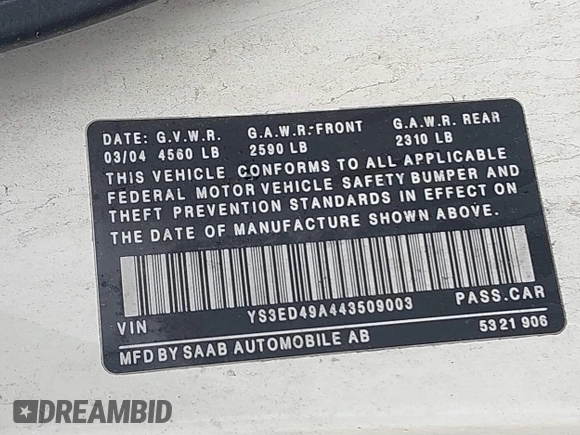 DATE: G.V.W.R. G.A.W.R.-FRONT G.A.W.R. REAR
03/04 4560 LB 2590 LB 2310 LB
THIS VEHICLE CONFORMS TO ALL APPLICABLE
FEDERAL MOTOR VEHICLE SAFETY BUMPER AND
THEFT PREVENTION STANDARDS IN EFFECT ON
THE DATE OF MANUFACTURE SHOWN ABOVE.
VIN YS3ED49A443509003 PASS.CAR
MFD BY SAAB AUTOMOBILE AB 5321 906
DREAMBID